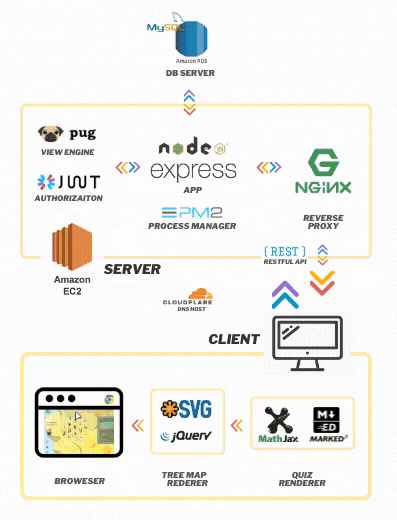 MySQL
Amazon RDS
DB SERVER
pug
VIEW ENGINE
node
JS
express
APP
JWT
AUTHORIZAITON
PM2
PROCESS MANAGER
NGINX
REVERSE
PROXY
Amazon
EC2
SERVER
{ REST }
RESTFUL API
CLOUDFLARE
DNS HOST
CLIENT
SVG
jQuery
MathJax
MARKED
BROWESER
TREE MAP
REDERER
QUIZ
RENDERER